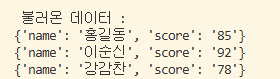 불러온 데이터 :
{'name': '홍길동', 'score': '85'}
{'name': '이순신', 'score': '92'}
{'name': '강감찬', 'score': '78'}